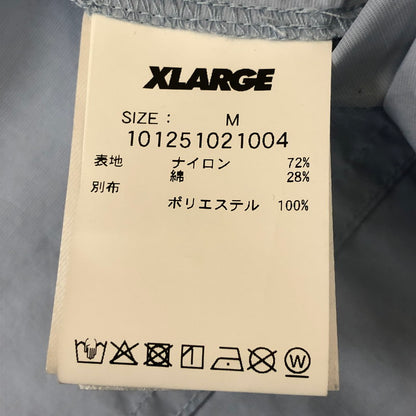 XLARGE
SIZE : M
101251021004
表地 ナイロン 72%
綿 28%
別布
ポリエステル 100%
W